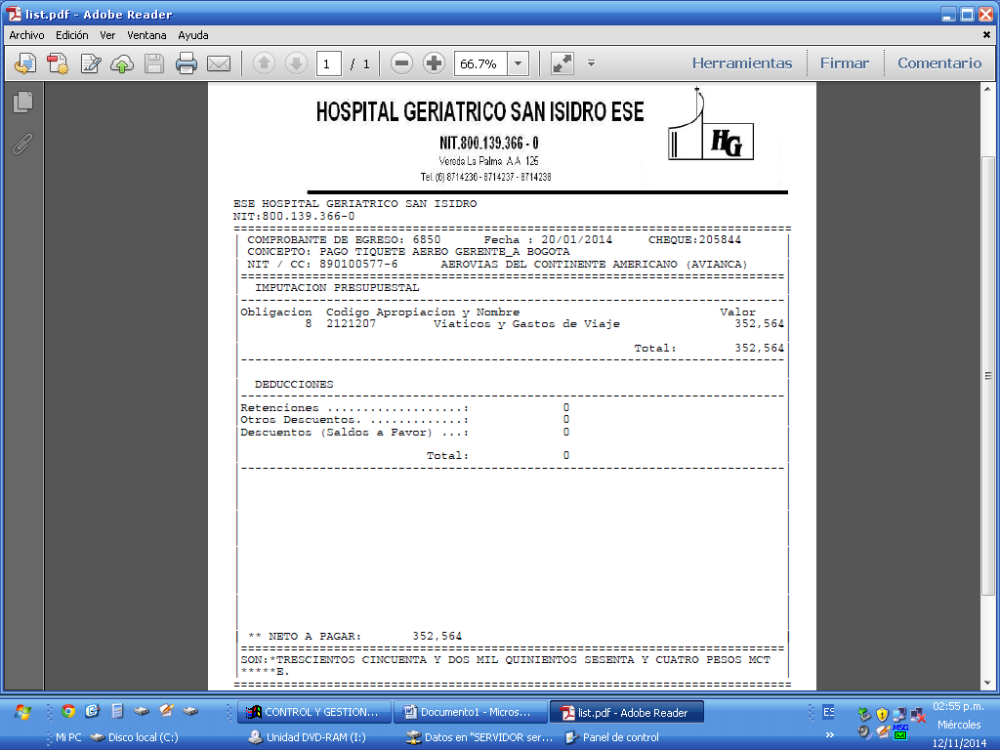 list.pdf - Adobe Reader
Archivo Edición Ver Ventana Ayuda
1 / 1 66.7% Herramientas Firmar Comentario
HOSPITAL GERIATRICO SAN ISIDRO ESE
NIT.800.139.366 - 0
Vereda La Palma A.A 125
Tel. (6) 8714236 - 8714237 - 8714238
HG
ESE HOSPITAL GERIATRICO SAN ISIDRO
NIT:800.139.366-0
COMPROBANTE DE EGRESO: 6850 Fecha : 20/01/2014 CHEQUE:205844
CONCEPTO: PAGO TIQUETE AEREO GERENTE_A BOGOTA
NIT / CC: 890100577-6 AEROVIAS DEL CONTINENTE AMERICANO (AVIANCA)
IMPUTACION PRESUPUESTAL
Obligacion Codigo Apropiacion y Nombre Valor
8 2121207 Viaticos y Gastos de Viaje 352,564
Total: 352,564
DEDUCCIONES
Retenciones ...................: 0
Otros Descuentos. .............: 0
Descuentos (Saldos a Favor) ...: 0
Total: 0
** NETO A PAGAR: 352,564
SON:*TRESCIENTOS CINCUENTA Y DOS MIL QUINIENTOS SESENTA Y CUATRO PESOS MCT
*****E.
CONTROL Y GESTION... Documento1 - Micros... list.pdf - Adobe Reader ES 02:55 p.m.
Miércoles
Mi PC Disco local (C:) Unidad DVD-RAM (I:) Datos en "SERVIDOR ser... Panel de control » MSG 12/11/2014